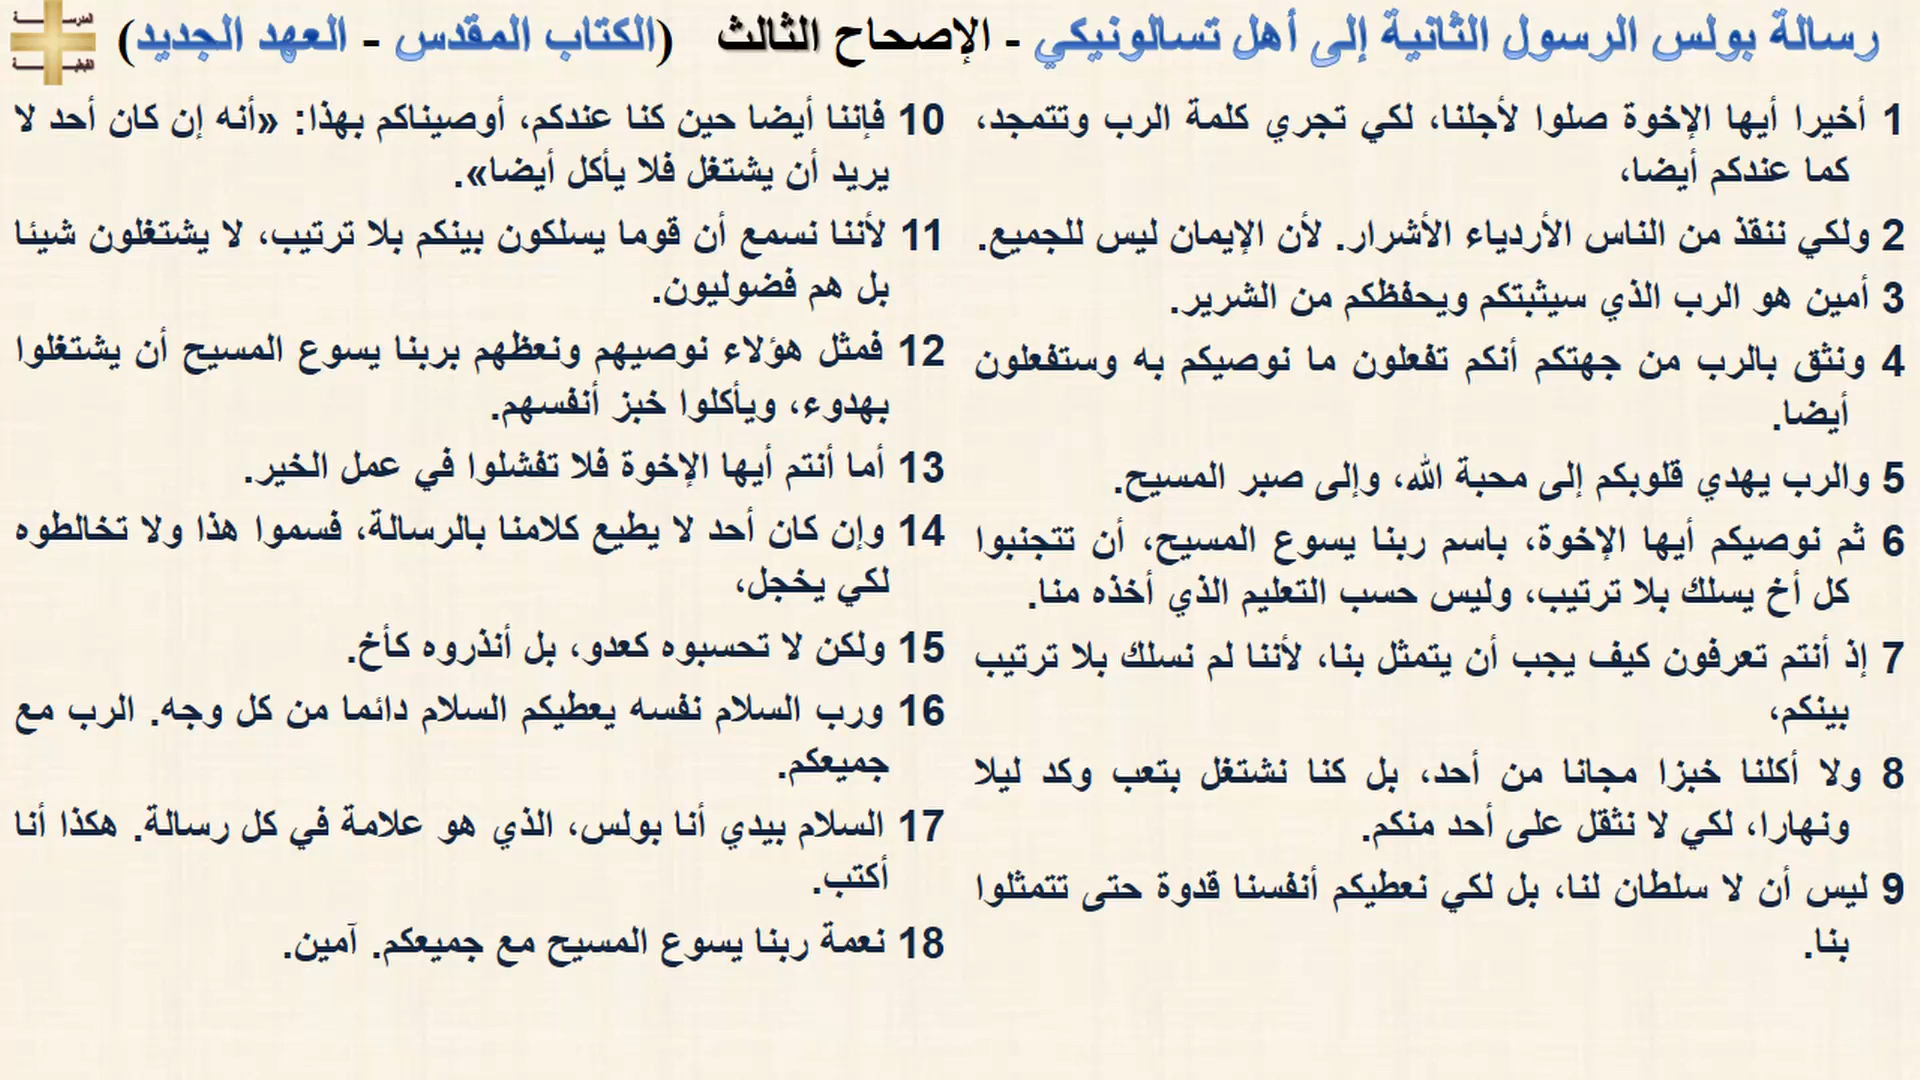 رسالة بولس الرسول الثانية إلى أهل تسالونيكي - الإصحاح الثالث (الكتاب المقدس - العهد الجديد)
1 أخيرا أيها الإخوة صلوا لأجلنا، لكي تجري كلمة الرب وتتمجد،
كما عندكم أيضا،
2 ولكي ننقذ من الناس الأردياء الأشرار. لأن الإيمان ليس للجميع.
3 أمين هو الرب الذي سيثبتكم ويحفظكم من الشرير.
4 ونثق بالرب من جهتكم أنكم تفعلون ما نوصيكم به وستفعلون
أيضا.
5 والرب يهدي قلوبكم إلى محبة الله، وإلى صبر المسيح.
6 ثم نوصيكم أيها الإخوة، باسم ربنا يسوع المسيح، أن تتجنبوا
كل أخ يسلك بلا ترتيب، وليس حسب التعليم الذي أخذه منا.
7 إذ أنتم تعرفون كيف يجب أن يتمثل بنا، لأننا لم نسلك بلا ترتيب
بينكم،
8 ولا أكلنا خبزا مجانا من أحد، بل كنا نشتغل بتعب وكد ليلا
ونهارا، لكي لا نثقل على أحد منكم.
9 ليس أن لا سلطان لنا، بل لكي نعطيكم أنفسنا قدوة حتى تتمثلوا
بنا.
10 فإننا أيضا حين كنا عندكم، أوصيناكم بهذا: «أنه إن كان أحد لا
يريد أن يشتغل فلا يأكل أيضا».
11 لأننا نسمع أن قوما يسلكون بينكم بلا ترتيب، لا يشتغلون شيئا
بل هم فضوليون.
12 فمثل هؤلاء نوصيهم ونعظهم بربنا يسوع المسيح أن يشتغلوا
بهدوء، ويأكلوا خبز أنفسهم.
13 أما أنتم أيها الإخوة فلا تفشلوا في عمل الخير.
14 وإن كان أحد لا يطيع كلامنا بالرسالة، فسموا هذا ولا تخالطوه
لكي يخجل،
15 ولكن لا تحسبوه كعدو، بل أنذروه كأخ.
16 ورب السلام نفسه يعطيكم السلام دائما من كل وجه. الرب مع
جميعكم.
17 السلام بيدي أنا بولس، الذي هو علامة في كل رسالة. هكذا أنا
أكتب.
18 نعمة ربنا يسوع المسيح مع جميعكم. آمين.